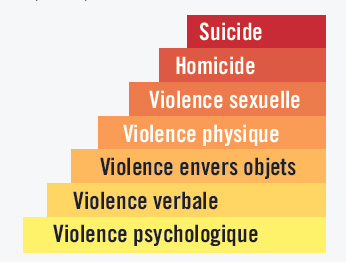 Suicide
Homicide
Violence sexuelle
Violence physique
Violence envers objets
Violence verbale
Violence psychologique